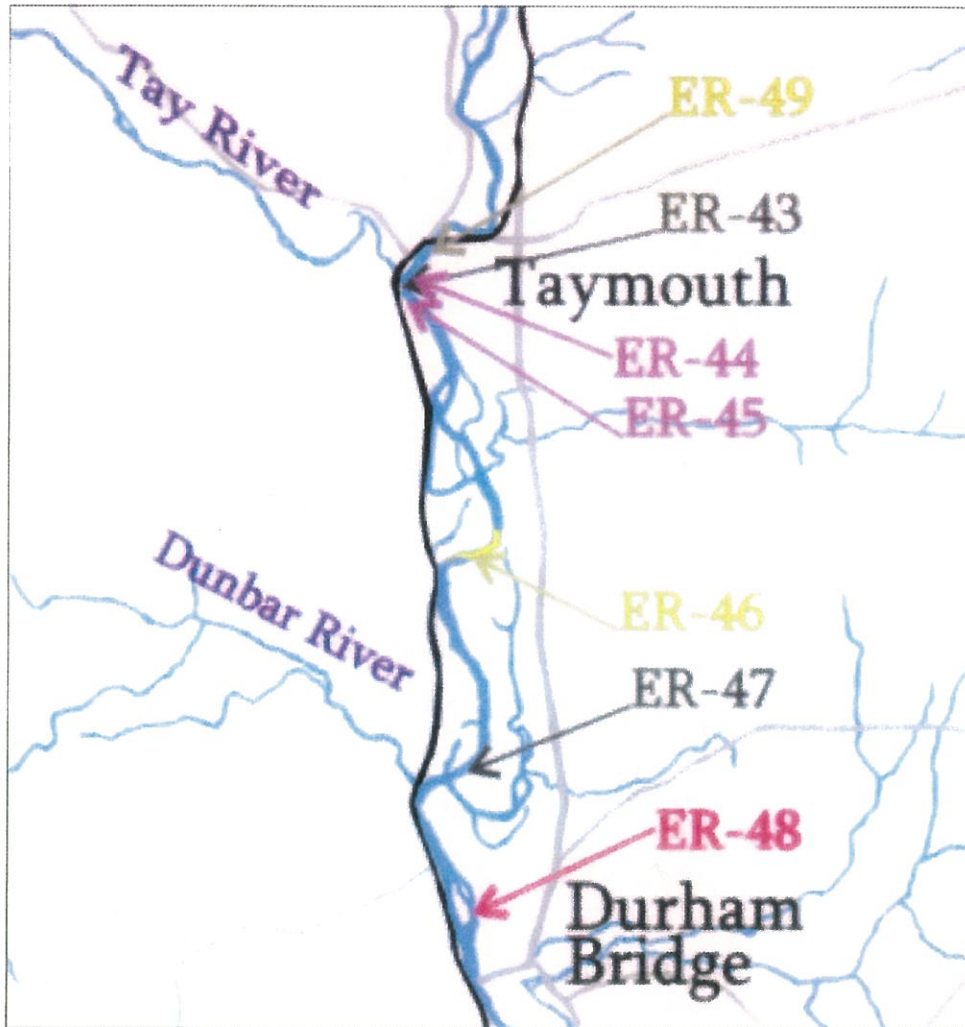 Tay River
ER-49
ER-43
Taymouth
ER-44
ER-45
Dunbar River
ER-46
ER-47
ER-48
Durham
Bridge